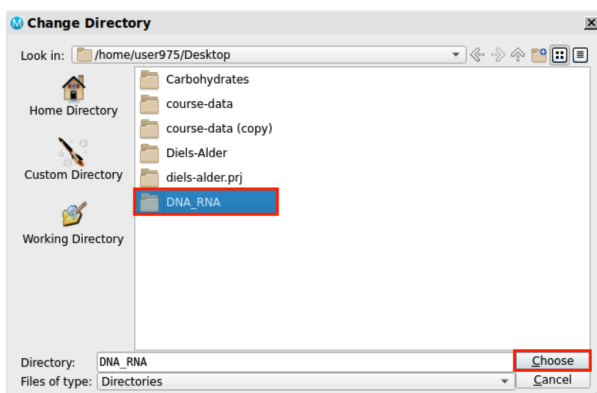 Change Directory
Look in: /home/user975/Desktop
Home Directory
Custom Directory
Working Directory
Carbohydrates
course-data
course-data (copy)
Diels-Alder
diels-alder.prj
DNA_RNA
Directory: DNA_RNA Choose
Files of type: Directories Cancel